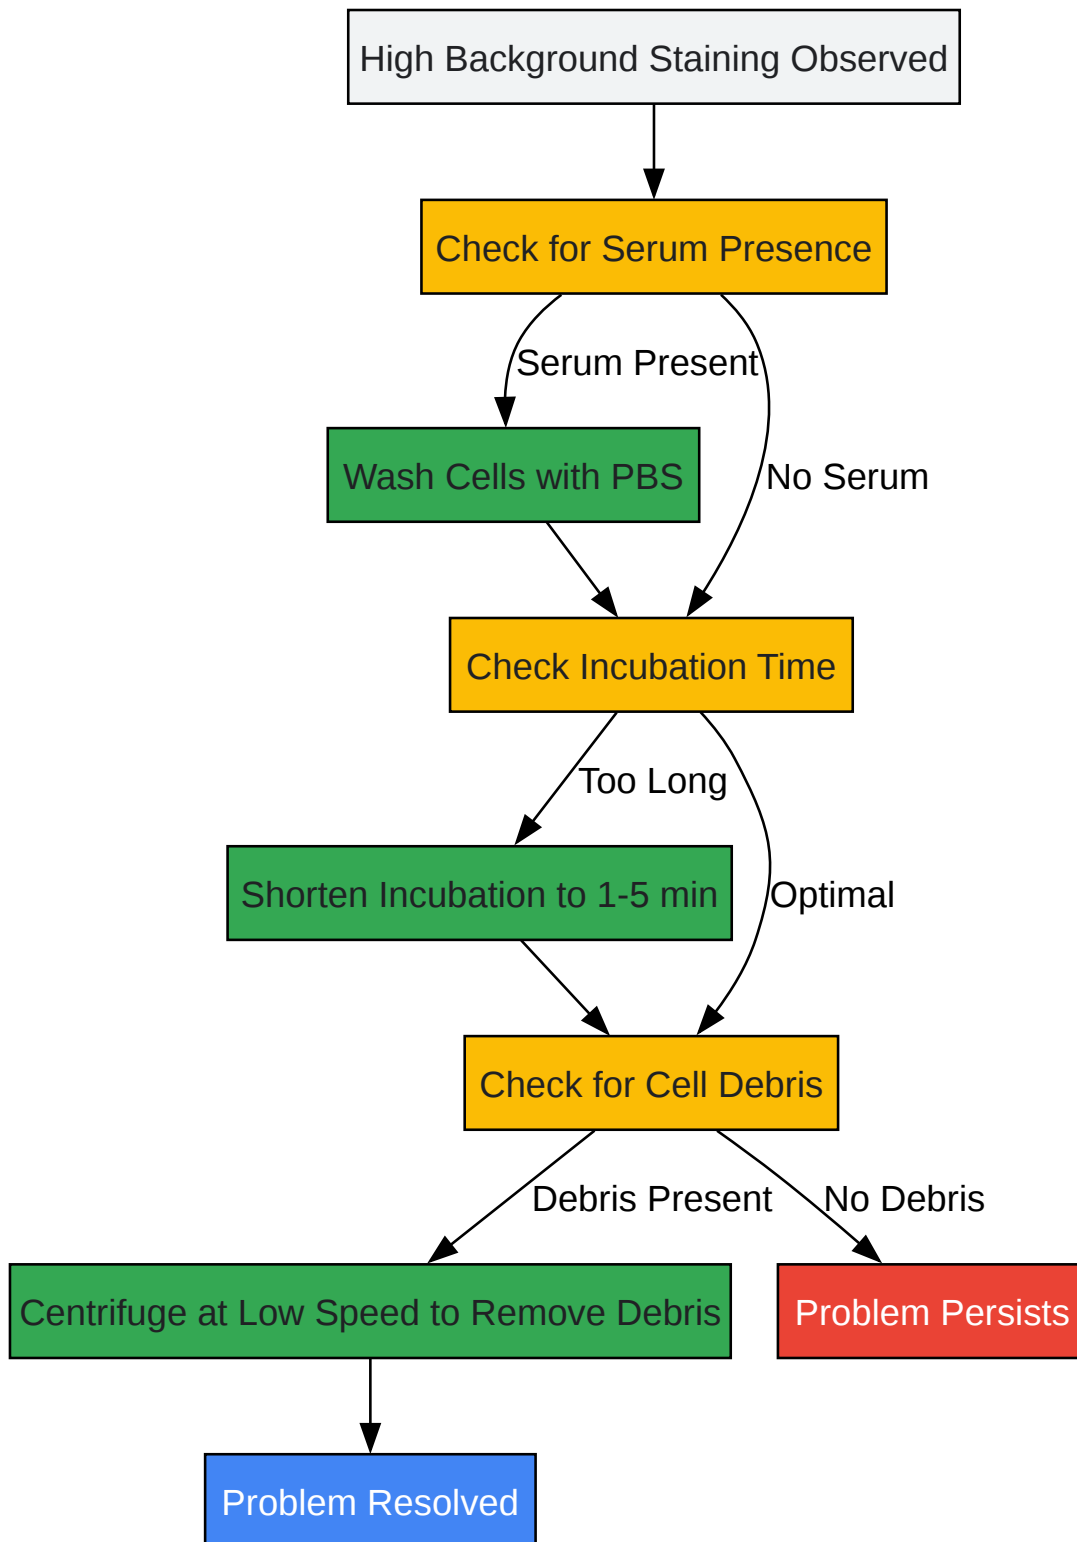 High Background Staining Observed
Check for Serum Presence
Serum Present
Wash Cells with PBS
No Serum
Check Incubation Time
Too Long
Shorten Incubation to 1-5 min
Optimal
Check for Cell Debris
Debris Present
No Debris
Centrifuge at Low Speed to Remove Debris
Problem Persists
Problem Resolved